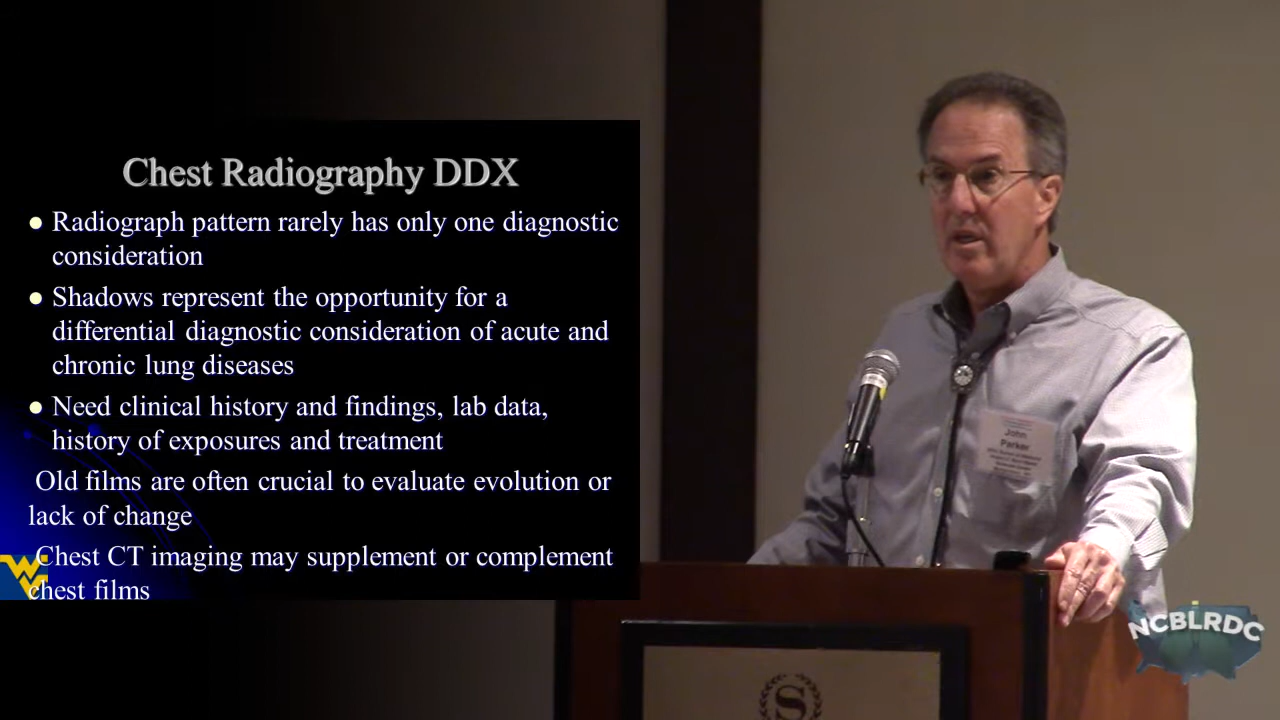 Chest Radiography DDX
Radiograph pattern rarely has only one diagnostic
consideration
Shadows represent the opportunity for a
differential diagnostic consideration of acute and
chronic lung diseases
Need clinical history and findings, lab data,
history of exposures and treatment
Old films are often crucial to evaluate evolution or
lack of change
Chest CT imaging may supplement or complement
chest films
John
Parker
S
NCBLRDC